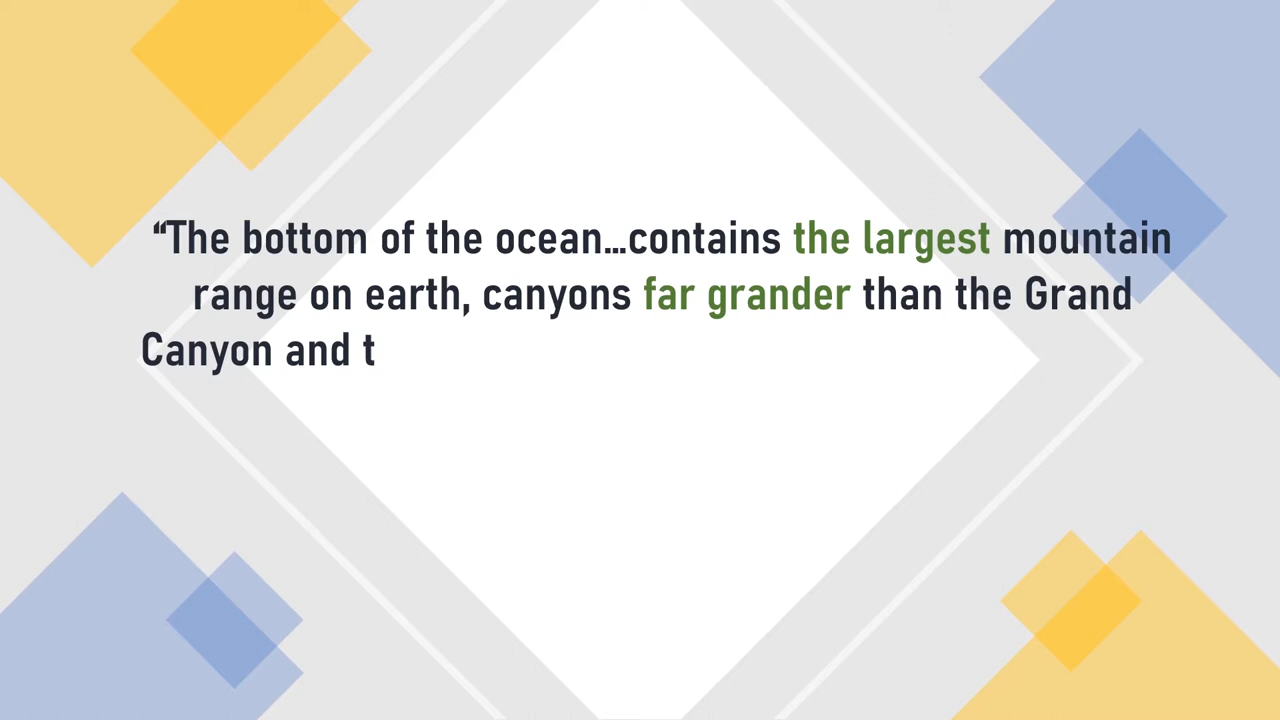 “The bottom of the ocean...contains the largest mountain
range on earth, canyons far grander than the Grand
Canyon and t